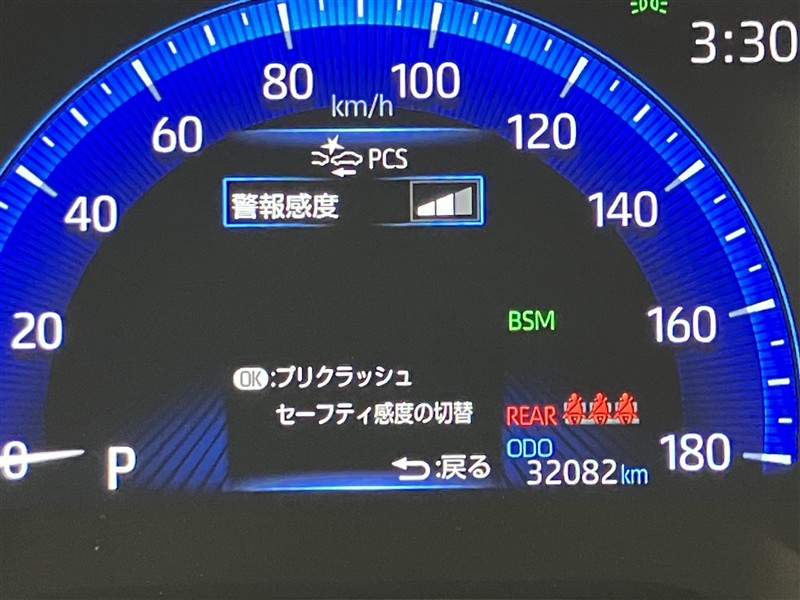 3:30
80
100
km/h
60
120
PCS
警報感度
40
140
BSM
20
160
OK:プリクラッシュ
セーフティ感度の切替
REAR
ODO
0
P
:戻る
32082km
180